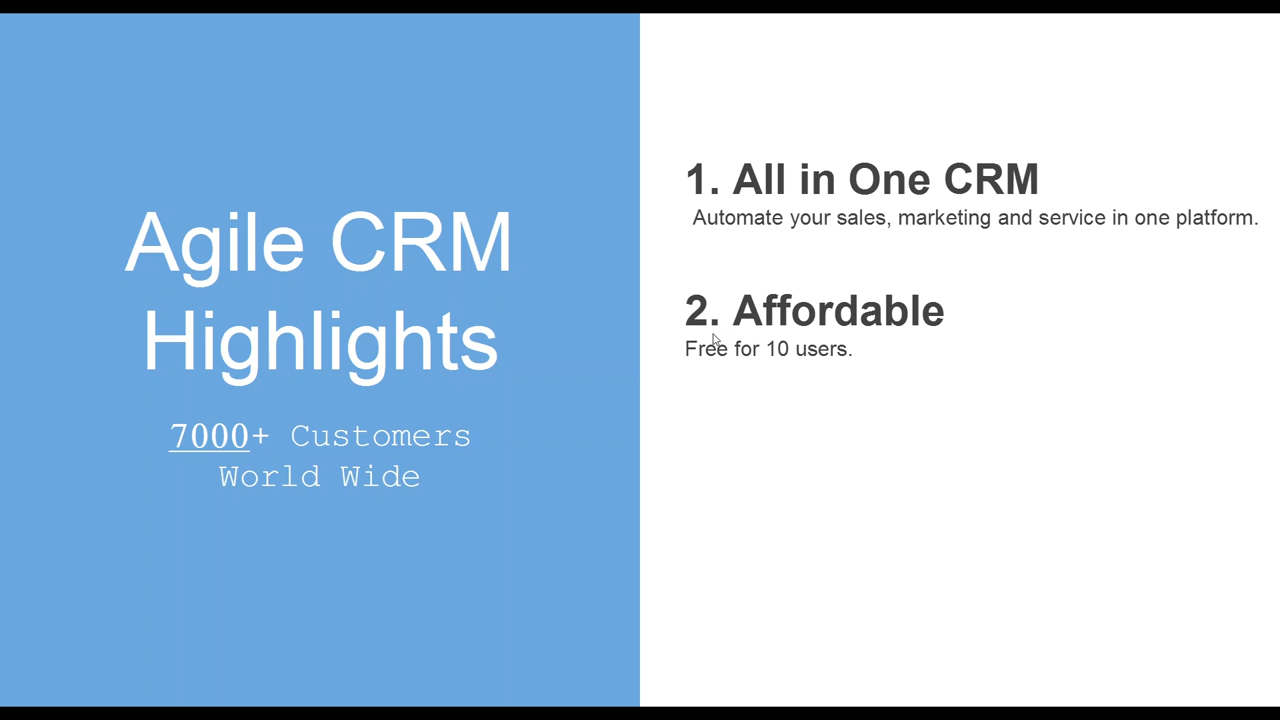 Agile CRM
Highlights
7000+ Customers
World Wide
1. All in One CRM
Automate your sales, marketing and service in one platform.
2. Affordable
Free for 10 users.